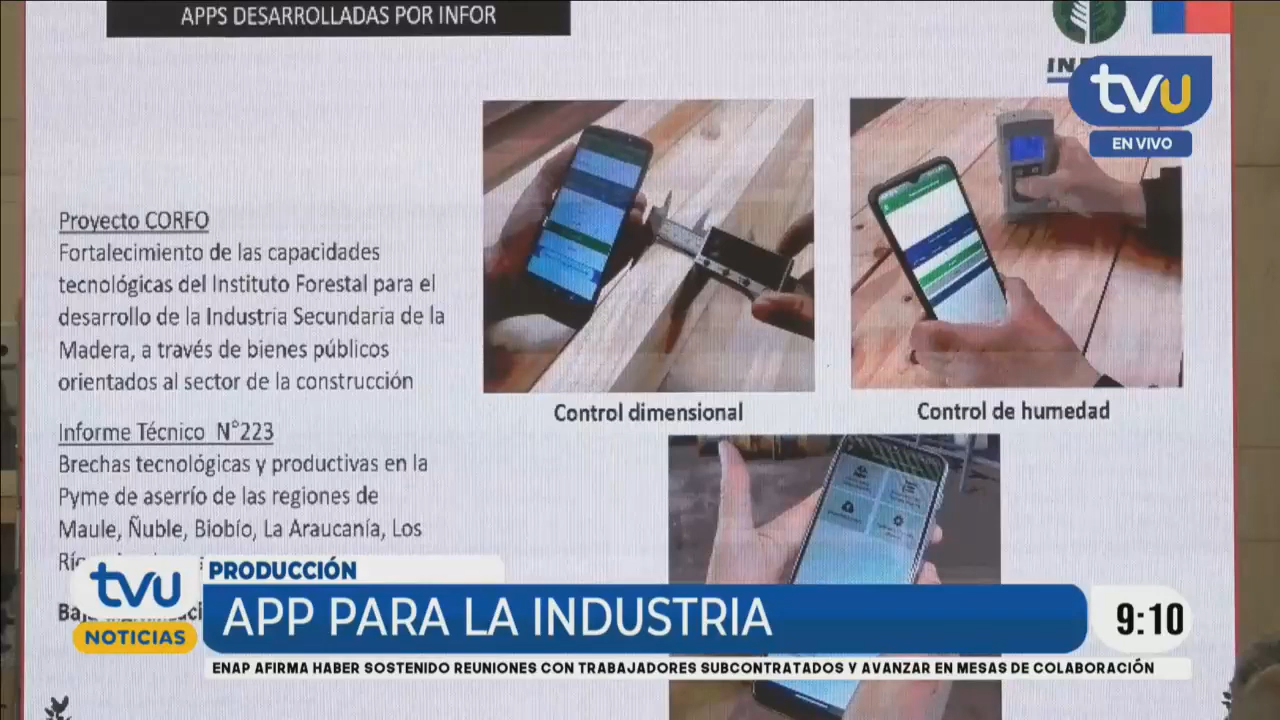 APPS DESARROLLADAS POR INFOR
tvu
EN VIVO
Proyecto CORFO
Fortalecimiento de las capacidades
tecnológicas del Instituto Forestal para el
desarrollo de la Industria Secundaria de la
Madera, a través de bienes públicos
orientados al sector de la construcción
Control dimensional
Control de humedad
Informe Técnico N°223
Brechas tecnológicas y productivas en la
Pyme de aserrío de las regiones de
Maule, Ñuble, Biobío, La Araucanía, Los
tvu
NOTICIAS
PRODUCCIÓN
APP PARA LA INDUSTRIA
9:10
ENAP AFIRMA HABER SOSTENIDO REUNIONES CON TRABAJADORES SUBCONTRATADOS Y AVANZAR EN MESAS DE COLABORACIÓN